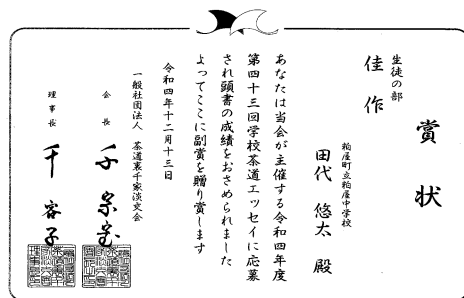 賞状
生徒の部
佳作
粕屋町立粕屋中学校
田代 悠太 殿
あなたは当会が主催する令和四年度
第四十三回学校茶道エッセイに応募
され頭書の成績をおさめられました
よってここに副賞を贈り賞します
令和四年十二月十三日
一般社団法人 茶道裏千家淡交会
会長 千 宗室
理事長 千 容子